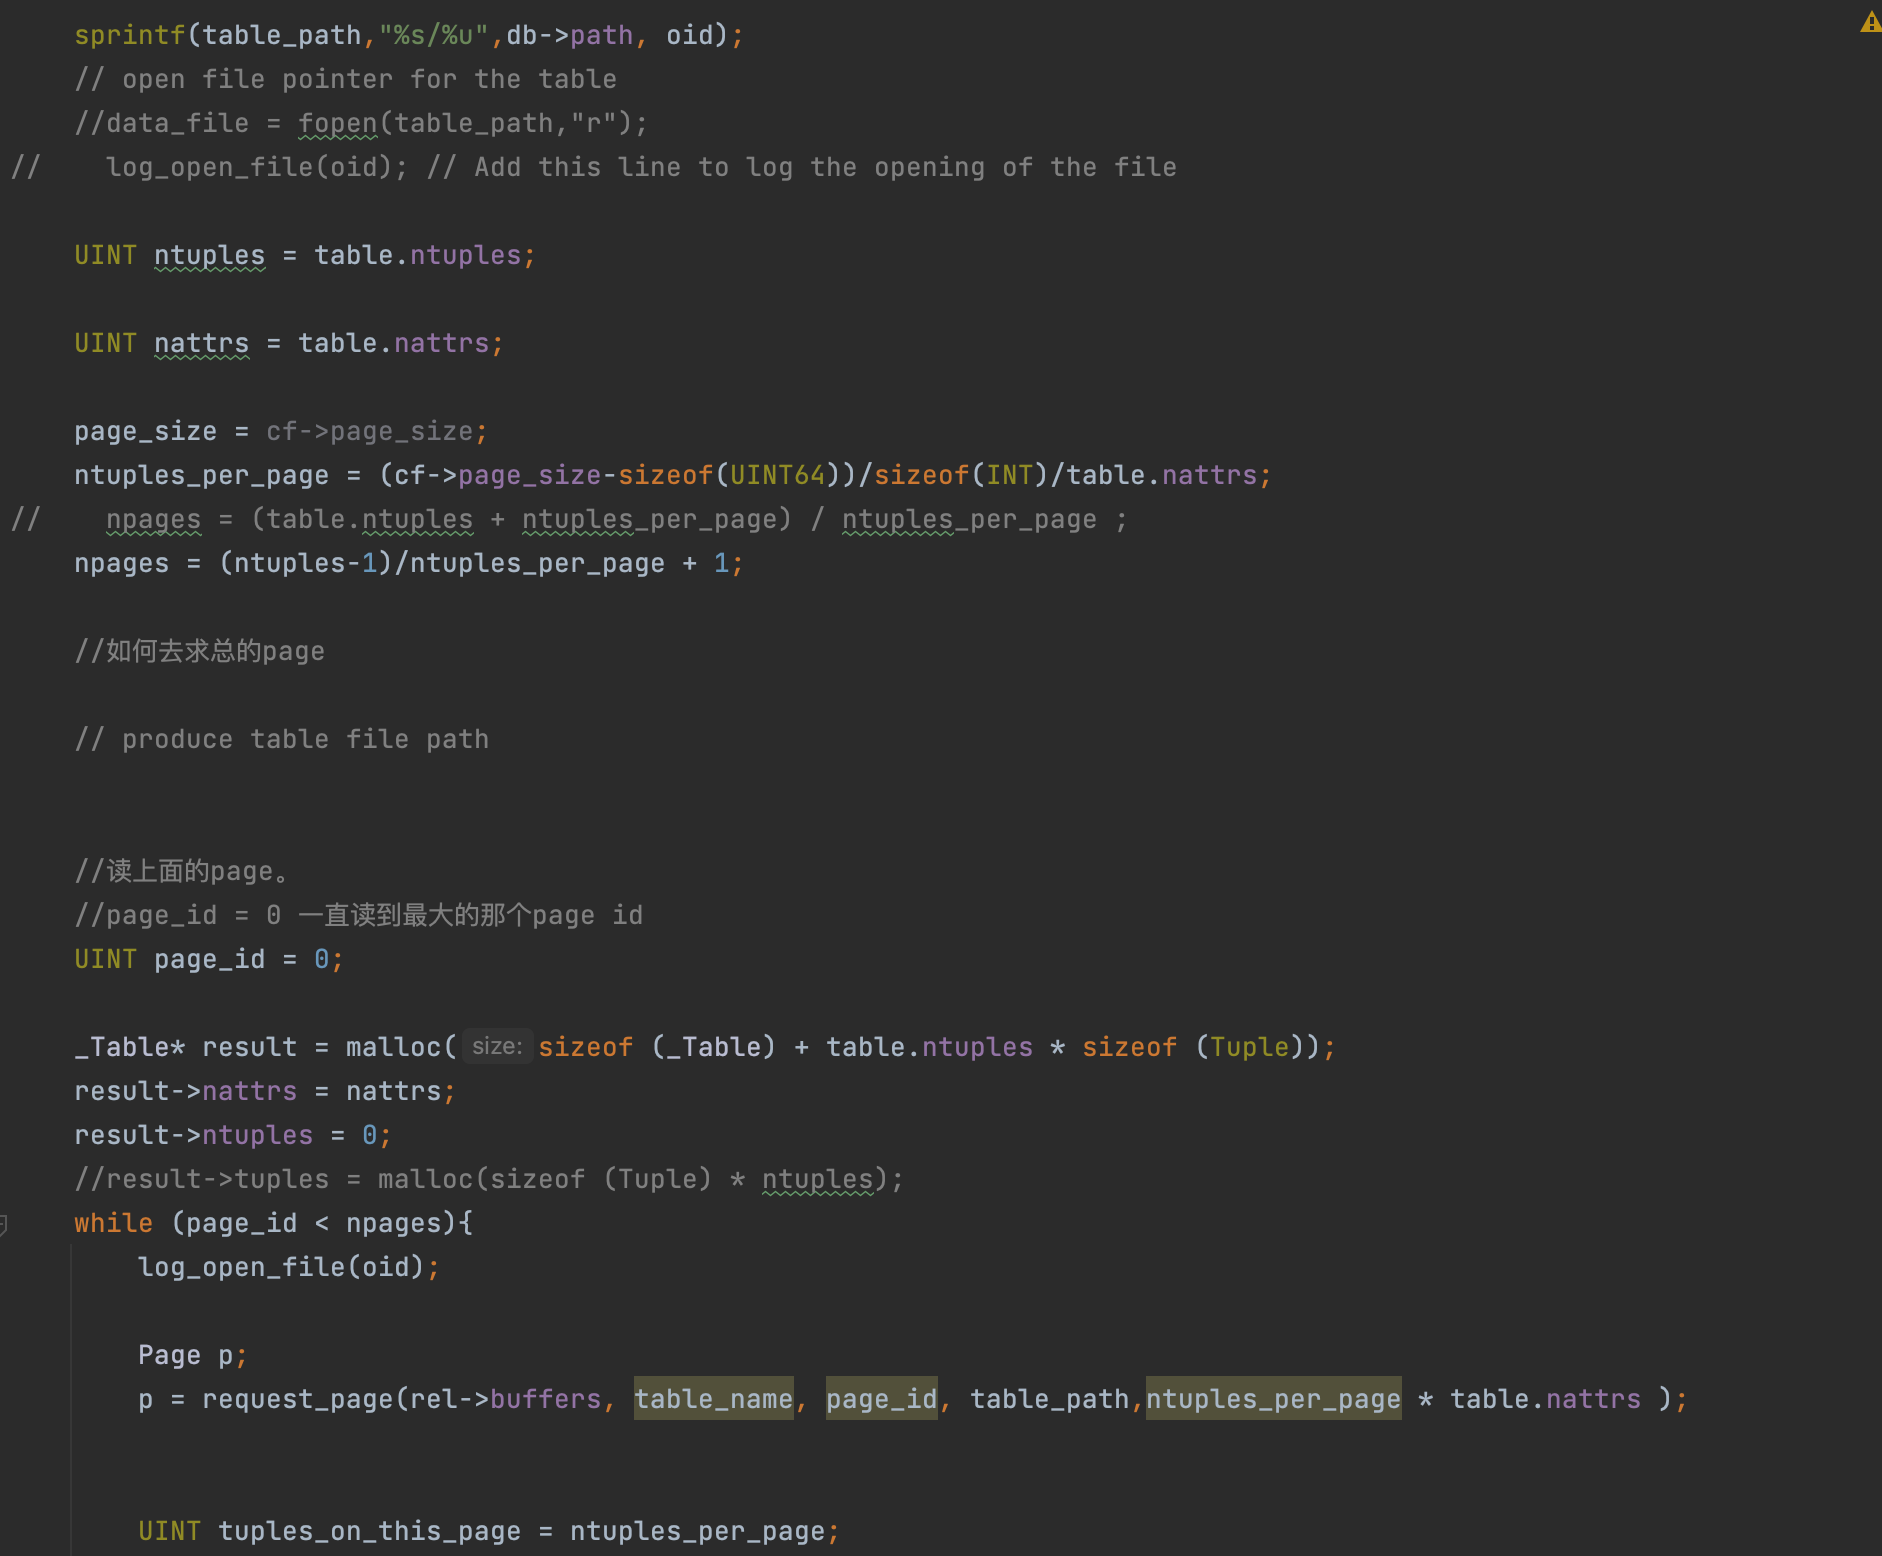 sprintf(table_path,"%s/%u",db->path, oid);
// open file pointer for the table
//data_file = fopen(table_path,"r");
//    log_open_file(oid); // Add this line to log the opening of the file
UINT ntuples = table.ntuples;
UINT nattrs = table.nattrs;
page_size = cf->page_size;
ntuples_per_page = (cf->page_size-sizeof(UINT64))/sizeof(INT)/table.nattrs;
//    npages = (table.ntuples + ntuples_per_page) / ntuples_per_page ;
npages = (ntuples-1)/ntuples_per_page + 1;
//如何去求总的page
// produce table file path
//读上面的page。
//page_id = 0 一直读到最大的那个page id
UINT page_id = 0;
_Table* result = malloc( size: sizeof (_Table) + table.ntuples * sizeof (Tuple));
result->nattrs = nattrs;
result->ntuples = 0;
//result->tuples = malloc(sizeof (Tuple) * ntuples);
while (page_id < npages){
log_open_file(oid);
Page p;
p = request_page(rel->buffers, table_name, page_id, table_path,ntuples_per_page * table.nattrs );
UINT tuples_on_this_page = ntuples_per_page;